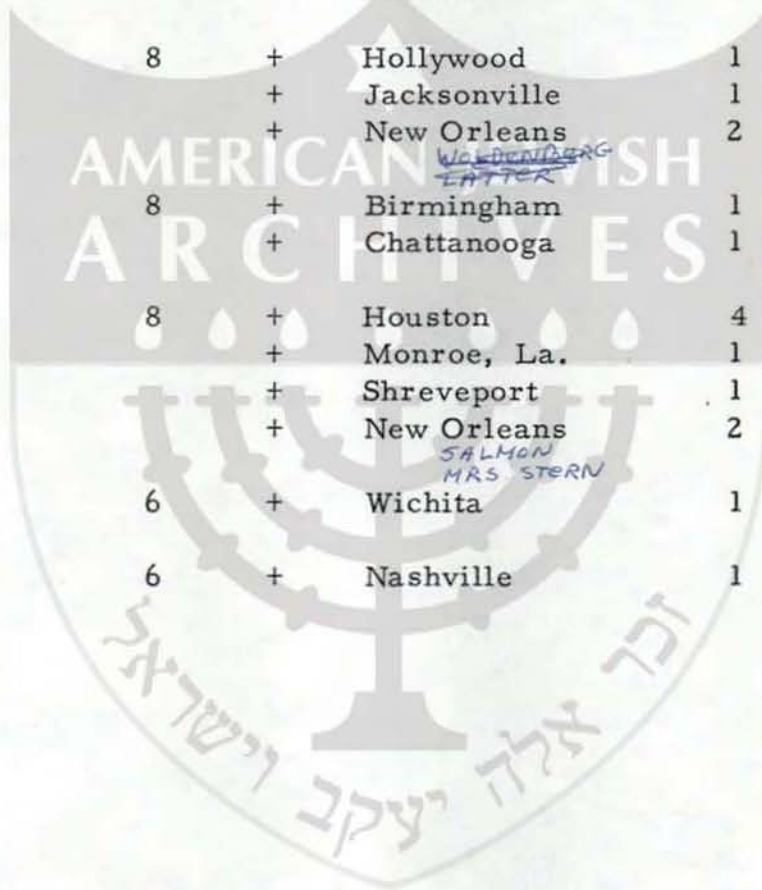 8 + Hollywood 1
+ Jacksonville 1
+ New Orleans 2
WOLDENBERG
LATTER
8 + Birmingham 1
+ Chattanooga 1
8 + Houston 4
+ Monroe, La. 1
+ Shreveport 1
+ New Orleans 2
SALMON
MRS STERN
6 + Wichita 1
6 + Nashville 1
AMERICAN JEWISH
ARCHIVES
זכר אלה יעקב וישראל